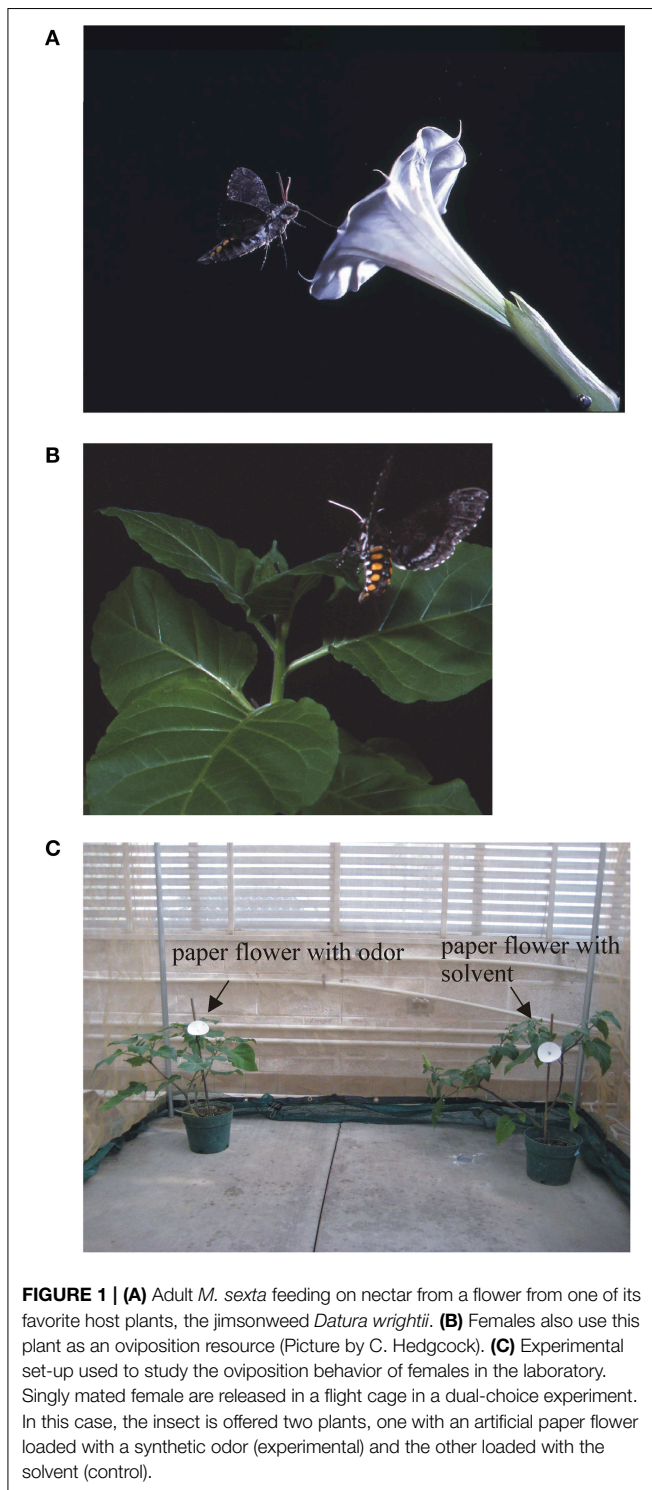 A
B
C
paper flower with odor
paper flower with
solvent
FIGURE 1 | (A) Adult M. sexta feeding on nectar from a flower from one of its
favorite host plants, the jimsonweed Datura wrightii. (B) Females also use this
plant as an oviposition resource (Picture by C. Hedgcock). (C) Experimental
set-up used to study the oviposition behavior of females in the laboratory.
Singly mated female are released in a flight cage in a dual-choice experiment.
In this case, the insect is offered two plants, one with an artificial paper flower
loaded with a synthetic odor (experimental) and the other loaded with the
solvent (control).